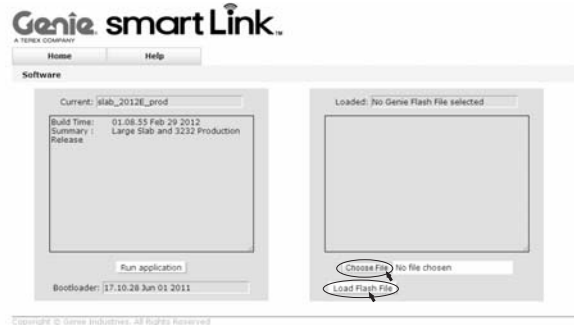 Genie. smart Link™
A TEREX COMPANY
Home Help
Software
Current: slab_2012E_prod
Build Time: 01.08.55 Feb 29 2012
Summary : Large Slab and 3232 Production
Release
Run application
Bootloader: 17.10.28 Jun 01 2011
Loaded: No Genie Flash File selected
Choose File No file chosen
Load Flash File
Copyright © Genie Industries. All Rights Reserved